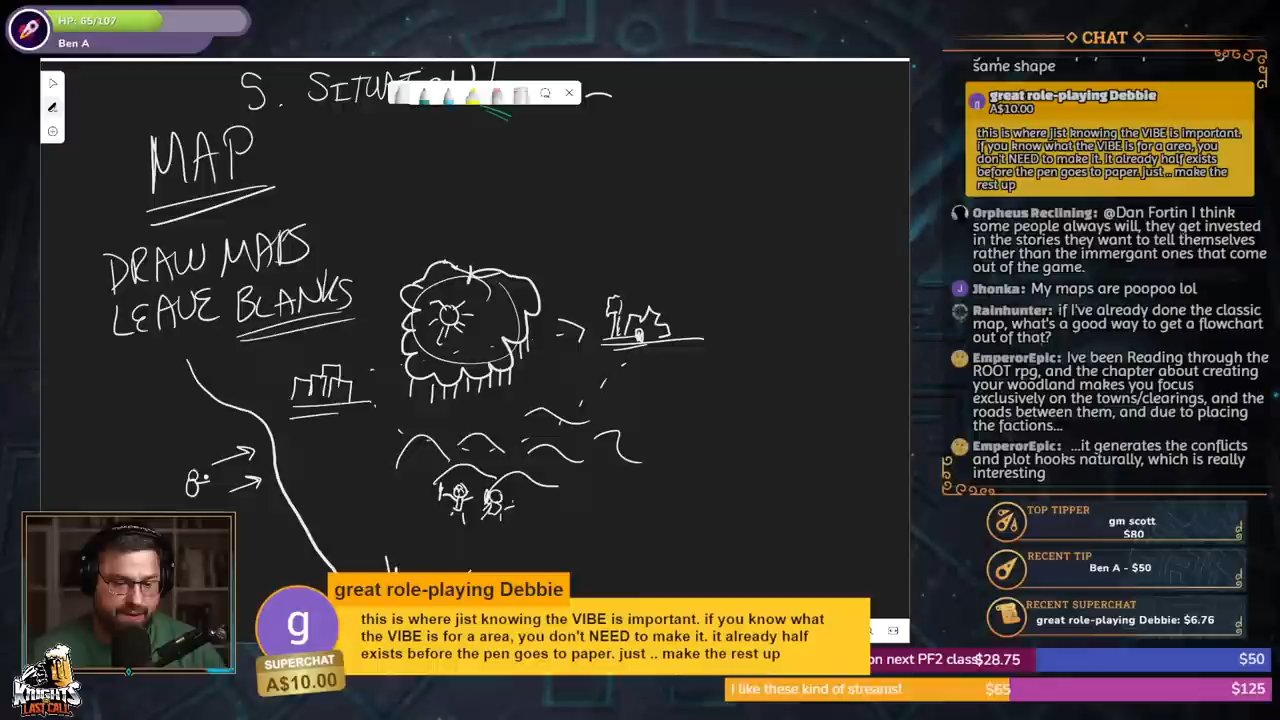 HP: 65/107
Ben A
S. SITUATION!
MAP
DRAW MAPS
LEAVE BLANKS
CHAT
same shape
great role-playing Debbie
A$10.00
this is where jist knowing the VIBE is important.
if you know what the VIBE is for a area, you
don't NEED to make it. It already half exists
before the pen goes to paper. just .. make the
rest up
Orpheus Reclining: @Dan Fortin I think
some people always will, they get invested
in the stories they want to tell themselves
rather than the immergant ones that come
out of the game.
Jhonka: My maps are poopoo lol
Rainhunter: if I've already done the classic
map, what's a good way to get a flowchart
out of that?
EmperorEpic: Ive been Reading through the
ROOT rpg, and the chapter about creating
your woodland makes you focus
exclusively on the towns/clearings, and the
roads between them, and due to placing
the factions...
EmperorEpic: ...it generates the conflicts
and plot hooks naturally, which is really
interesting
TOP TIPPER
gm scott
$80
RECENT TIP
Ben A - $50
RECENT SUPERCHAT
great role-playing Debbie: $6.76
great role-playing Debbie
g
SUPERCHAT
A$10.00
this is where jist knowing the VIBE is important. if you know what
the VIBE is for a area, you don't NEED to make it. it already half
exists before the pen goes to paper. just .. make the rest up
on next PF2 class
$28.75
$50
I like these kind of streams!
$65
$125
KNIGHTS
LAST CALL